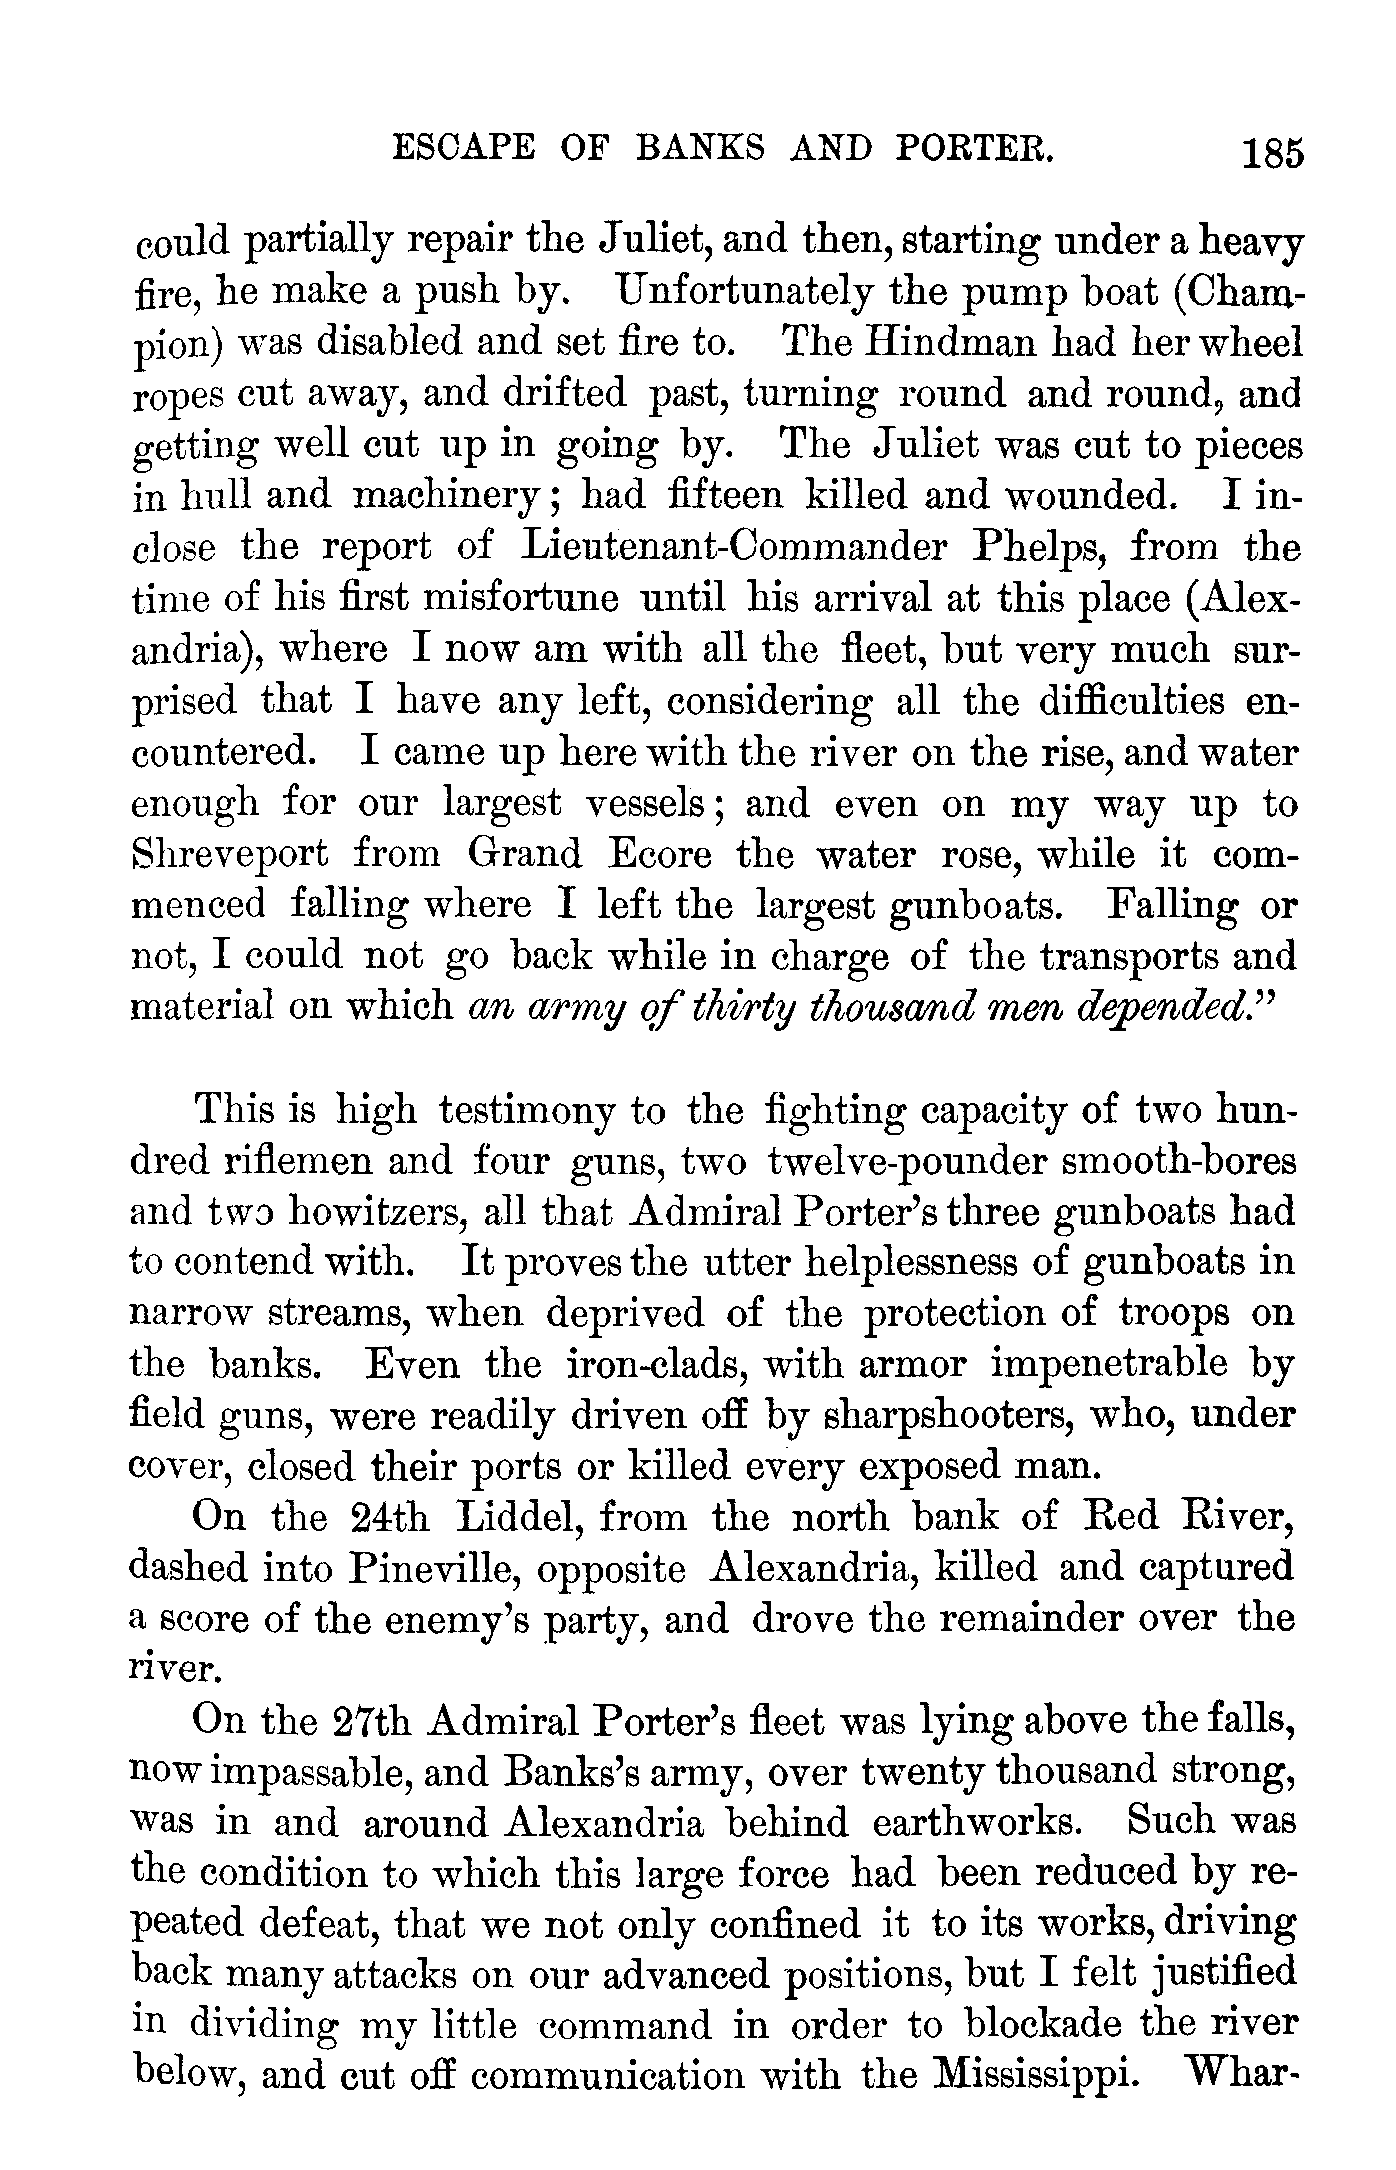 ESCAPE OF BANKS AND PORTER. 185
could partially repair the Juliet, and then, starting under a heavy
fire, he make a push by. Unfortunately the pump boat (Cham-
pion) was disabled and set fire to. The Hindman had her wheel
ropes cut away, and drifted past, turning round and round, and
getting well cut up in going by. The Juliet was cut to pieces
in hull and machinery; had fifteen killed and wounded. I in-
close the report of Lieutenant-Commander Phelps, from the
time of his first misfortune until his arrival at this place (Alex-
andria), where I now am with all the fleet, but very much sur-
prised that I have any left, considering all the difficulties en-
countered. I came up here with the river on the rise, and water
enough for our largest vessels; and even on my way up to
Shreveport from Grand Ecore the water rose, while it com-
menced falling where I left the largest gunboats. Falling or
not, I could not go back while in charge of the transports and
material on which an army of thirty thousand men depended."
This is high testimony to the fighting capacity of two hun-
dred riflemen and four guns, two twelve-pounder smooth-bores
and two howitzers, all that Admiral Porter's three gunboats had
to contend with. It proves the utter helplessness of gunboats in
narrow streams, when deprived of the protection of troops on
the banks. Even the iron-clads, with armor impenetrable by
field guns, were readily driven off by sharpshooters, who, under
cover, closed their ports or killed every exposed man.
On the 24th Liddel, from the north bank of Red River,
dashed into Pineville, opposite Alexandria, killed and captured
a score of the enemy's party, and drove the remainder over the
river.
On the 27th Admiral Porter's fleet was lying above the falls,
now impassable, and Banks's army, over twenty thousand strong,
was in and around Alexandria behind earthworks. Such was
the condition to which this large force had been reduced by re-
peated defeat, that we not only confined it to its works, driving
back many attacks on our advanced positions, but I felt justified
in dividing my little command in order to blockade the river
below, and cut off communication with the Mississippi. Whar-